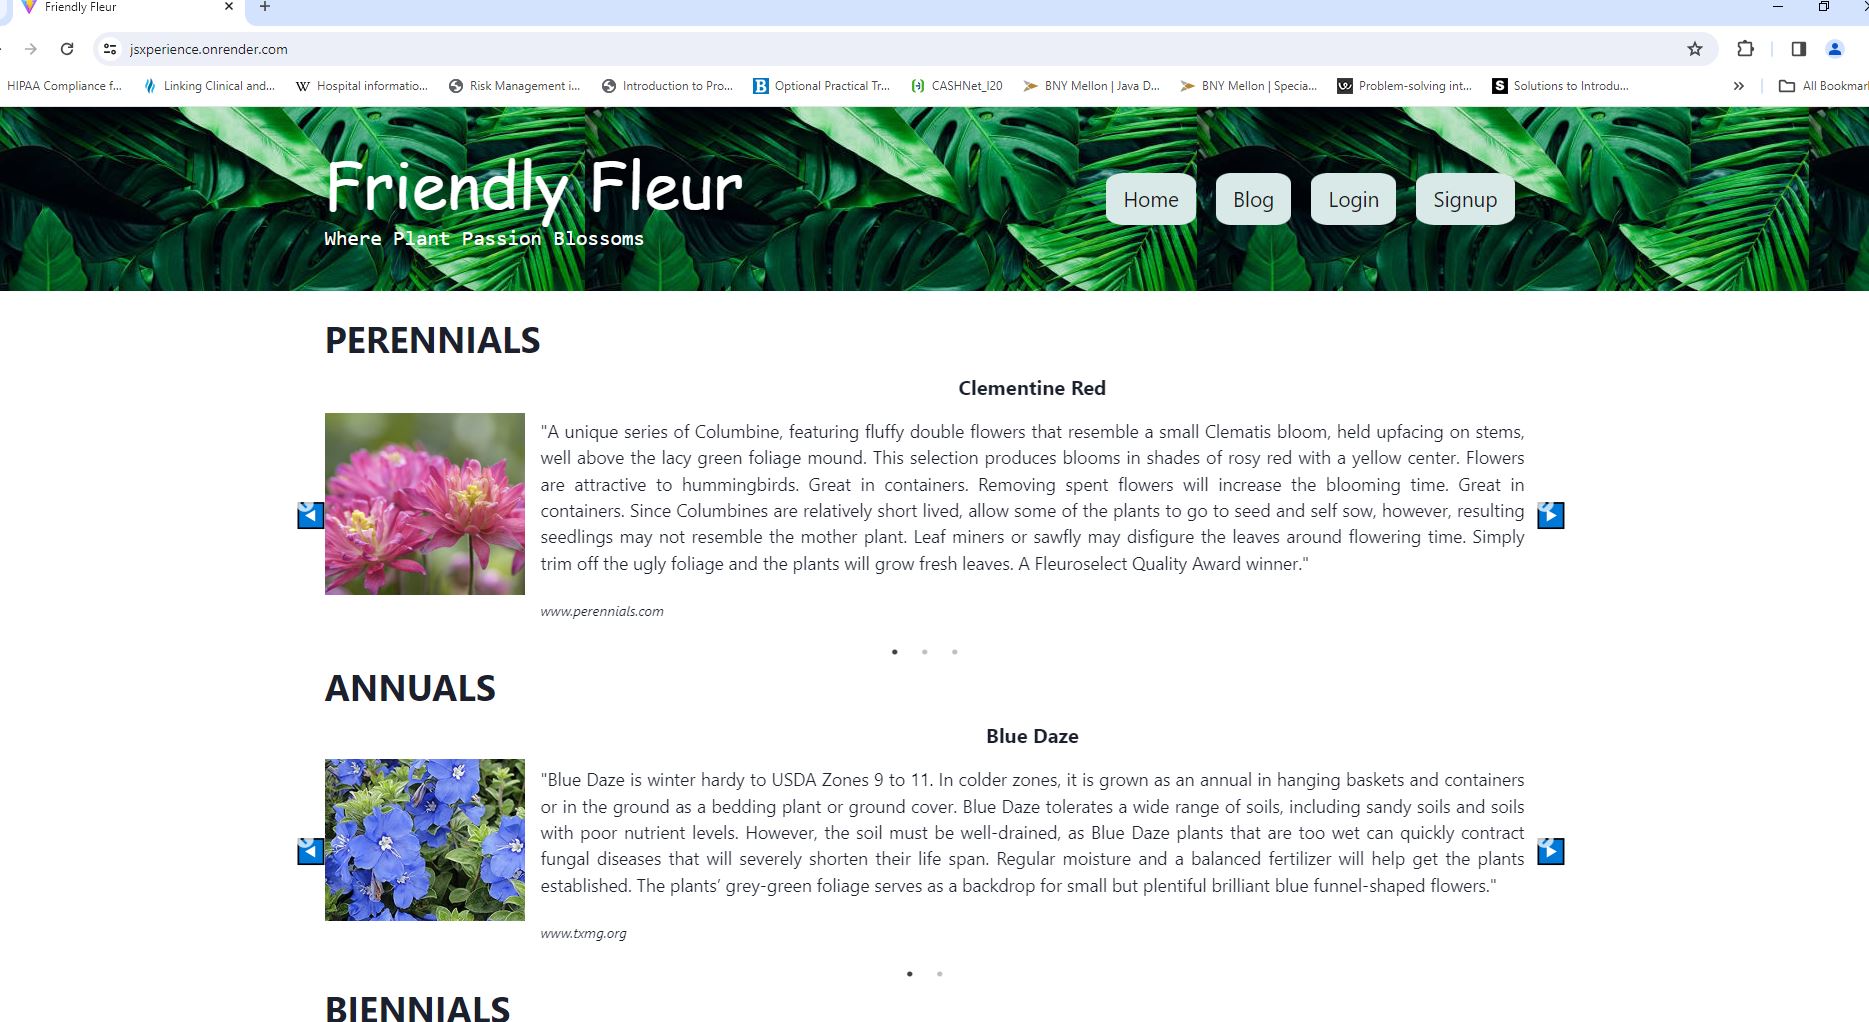 Friendly Fleur
jsxperience.onrender.com
HIPAA Compliance f...
Linking Clinical and...
Hospital informatio...
Risk Management i...
Introduction to Pro...
Optional Practical Tr...
CASHNet_I20
BNY Mellon | Java D...
BNY Mellon | Specia...
Problem-solving int...
Solutions to Introdu...
All Bookmar
Friendly Fleur
Where Plant Passion Blossoms
Home
Blog
Login
Signup
PERENNIALS
Clementine Red
"A unique series of Columbine, featuring fluffy double flowers that resemble a small Clematis bloom, held upfacing on stems,
well above the lacy green foliage mound. This selection produces blooms in shades of rosy red with a yellow center. Flowers
are attractive to hummingbirds. Great in containers. Removing spent flowers will increase the blooming time. Great in
containers. Since Columbines are relatively short lived, allow some of the plants to go to seed and self sow, however, resulting
seedlings may not resemble the mother plant. Leaf miners or sawfly may disfigure the leaves around flowering time. Simply
trim off the ugly foliage and the plants will grow fresh leaves. A Fleuroselect Quality Award winner."
www.perennials.com
ANNUALS
Blue Daze
"Blue Daze is winter hardy to USDA Zones 9 to 11. In colder zones, it is grown as an annual in hanging baskets and containers
or in the ground as a bedding plant or ground cover. Blue Daze tolerates a wide range of soils, including sandy soils and soils
with poor nutrient levels. However, the soil must be well-drained, as Blue Daze plants that are too wet can quickly contract
fungal diseases that will severely shorten their life span. Regular moisture and a balanced fertilizer will help get the plants
established. The plants’ grey-green foliage serves as a backdrop for small but plentiful brilliant blue funnel-shaped flowers."
www.txmg.org
BIENNIALS